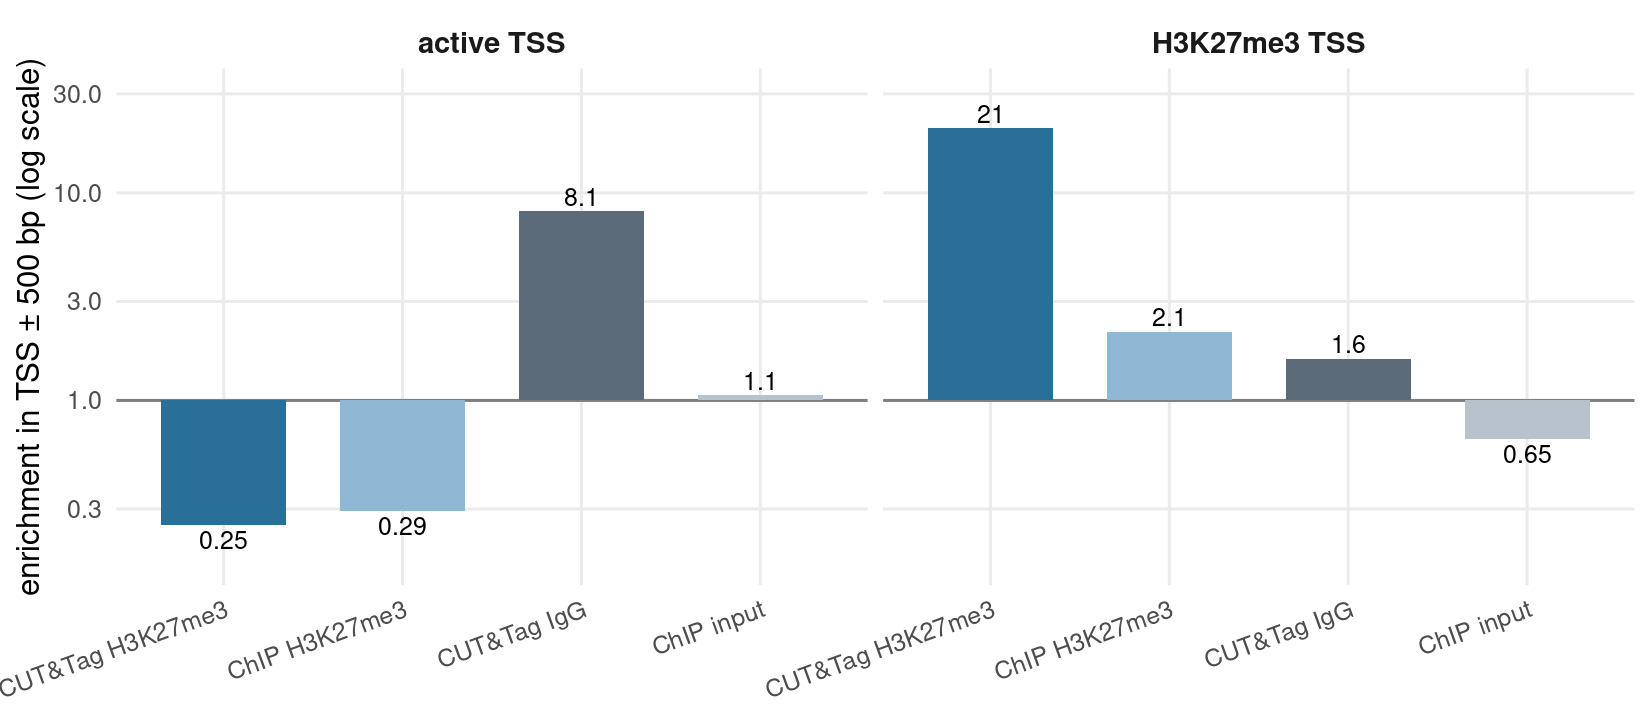 active TSS
H3K27me3 TSS
enrichment in TSS ± 500 bp (log scale)
30.0
10.0
3.0
1.0
0.3
0.25
0.29
8.1
1.1
21
2.1
1.6
0.65
CUT&Tag H3K27me3
ChIP H3K27me3
CUT&Tag IgG
ChIP input
CUT&Tag H3K27me3
ChIP H3K27me3
CUT&Tag IgG
ChIP input